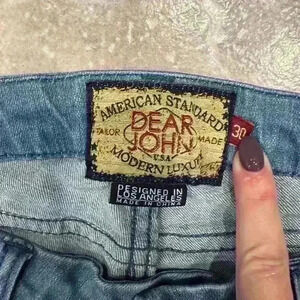 AMERICAN STANDARD
DEAR
TAILOR MADE
JOHN
U.S.A
MODERN LUXURY
30
DESIGNED IN
LOS ANGELES
MADE IN CHINA